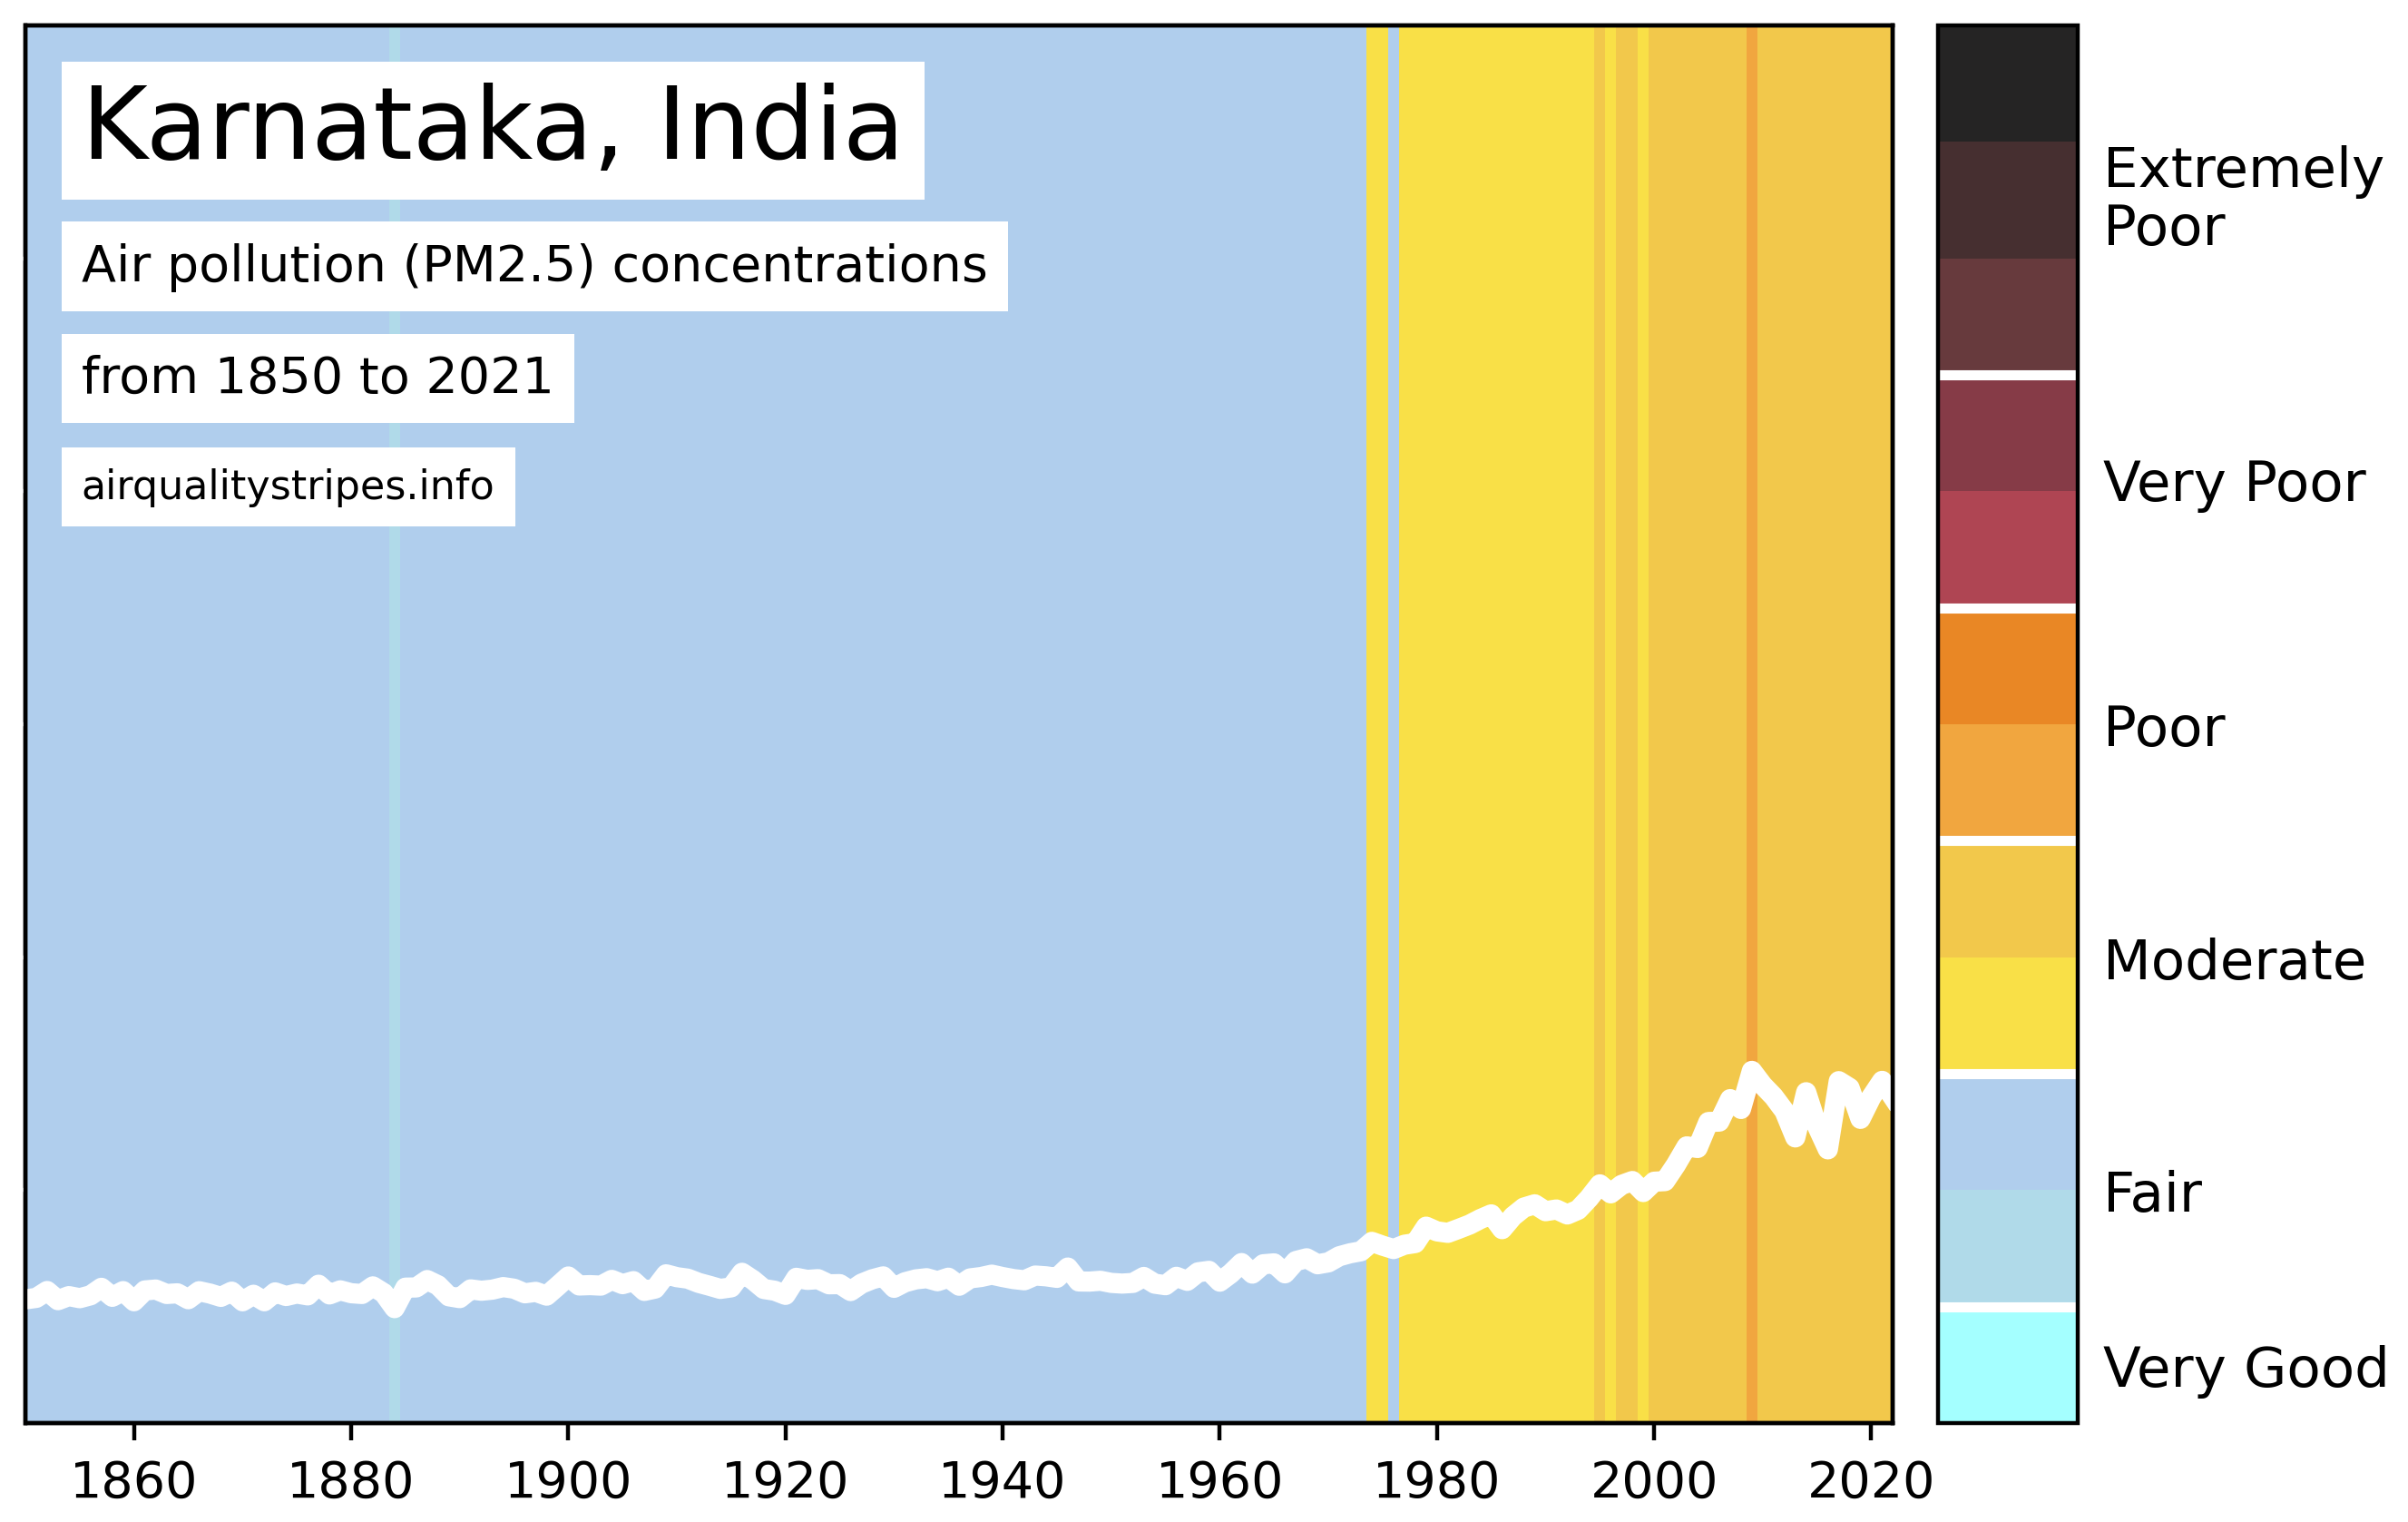 Karnataka, India
Air pollution (PM2.5) concentrations
from 1850 to 2021
airqualitystripes.info
Extremely
Poor
Very Poor
Poor
Moderate
Fair
Very Good
1860 1880 1900 1920 1940 1960 1980 2000 2020